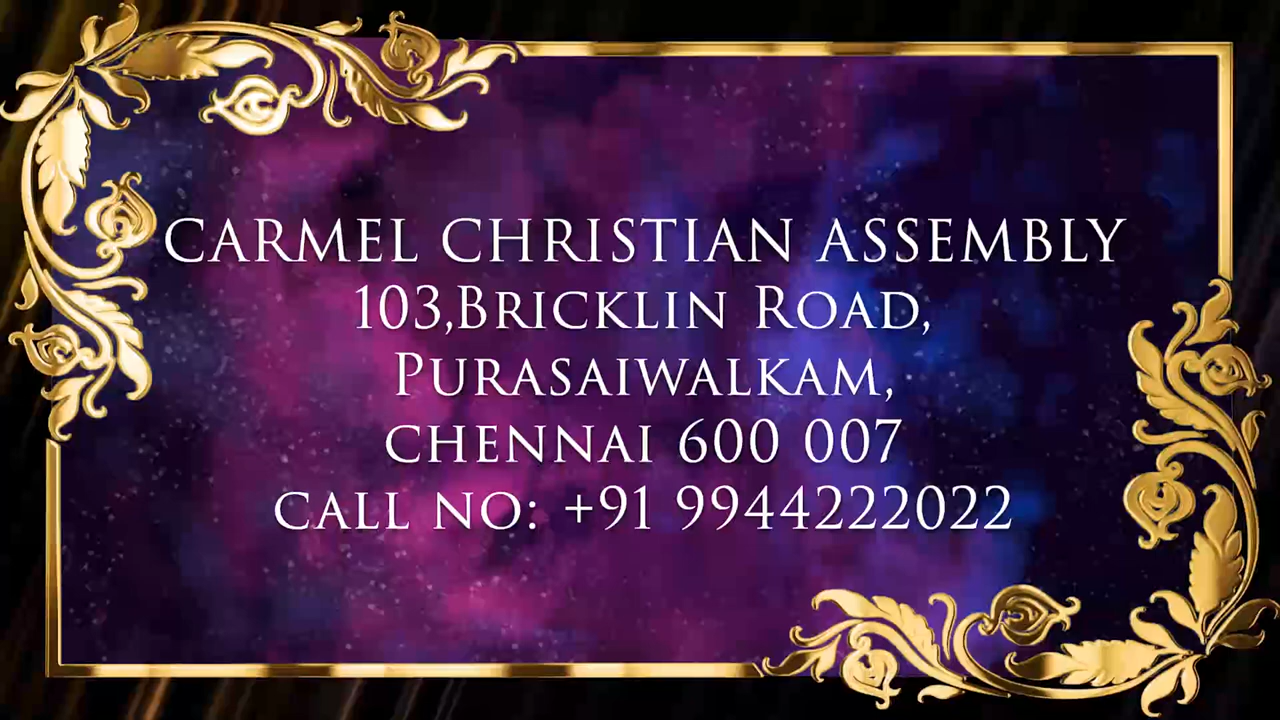 CARMEL CHRISTIAN ASSEMBLY
103,Bricklin Road,
Purasaiwalkam,
chennai 600 007
call no: +91 9944222022